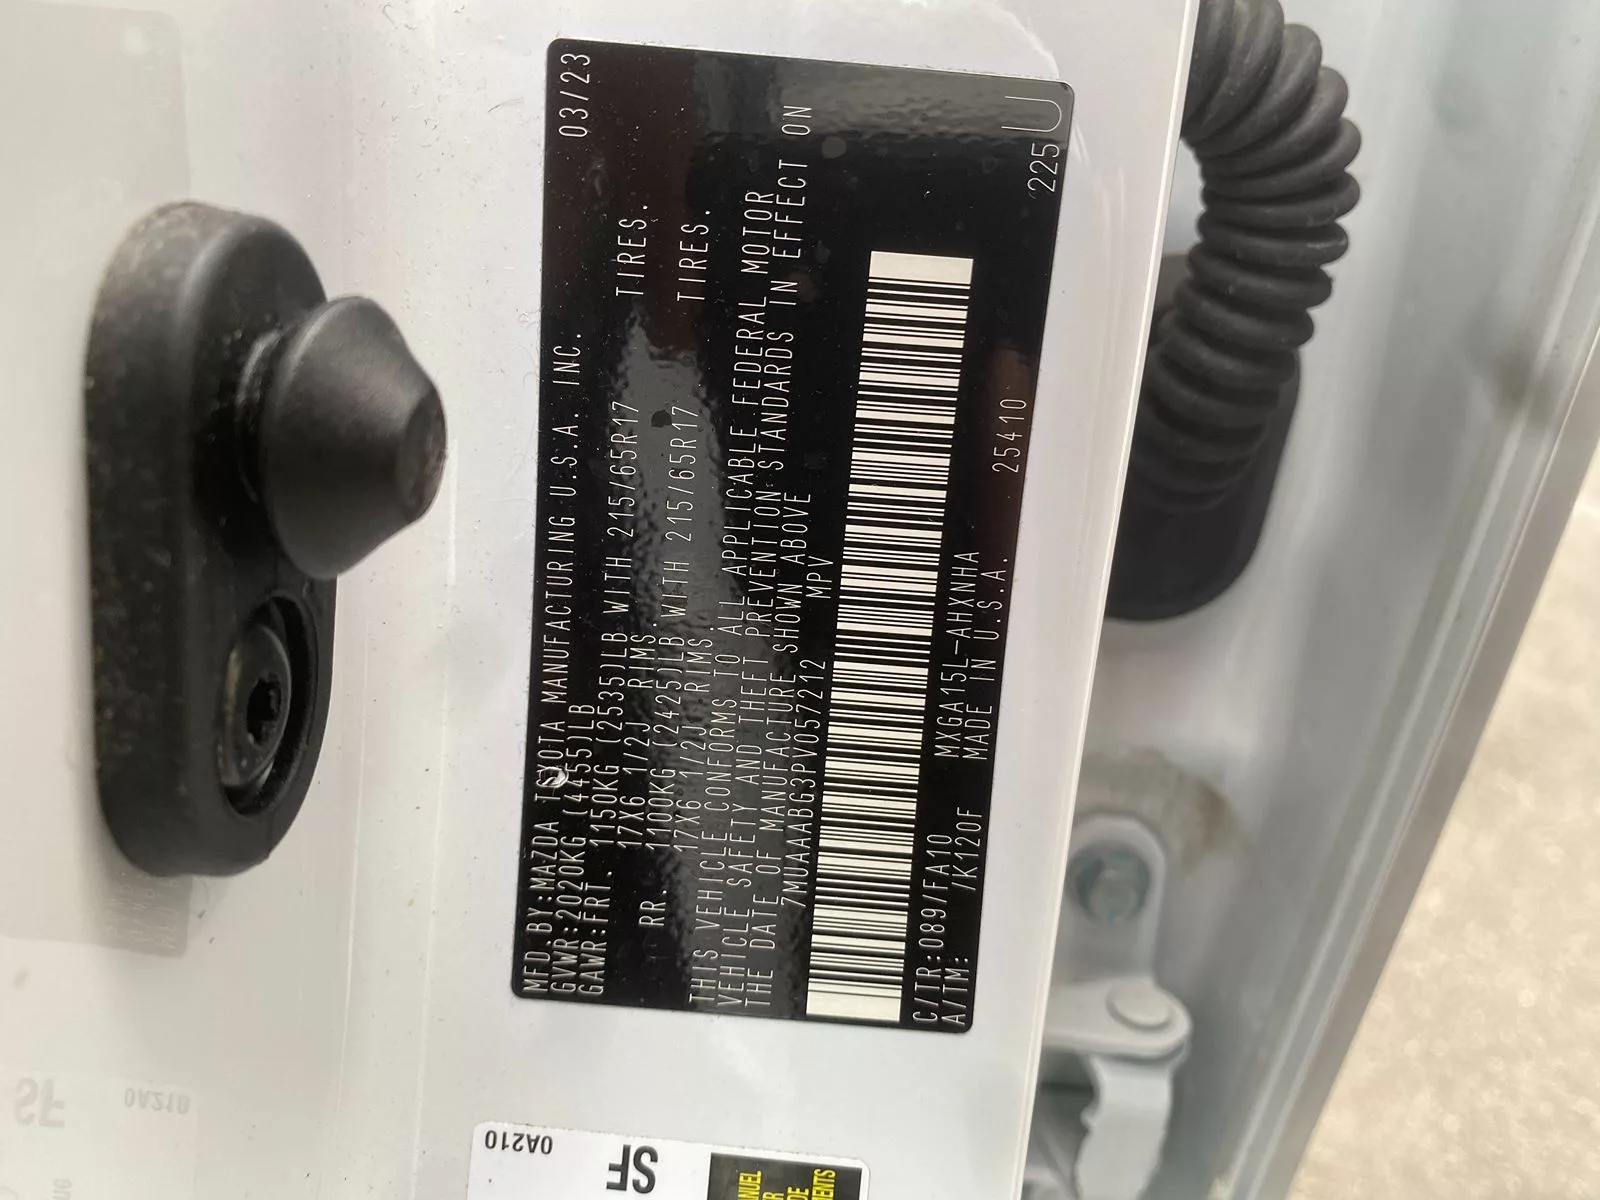 MFD.BY:MAZDA TOYOTA MANUFACTURING U.S.A. INC. 03/23
GVWR:2020KG (4455)LB
GAWR:FRT. 1150KG (2535)LB WITH 215/65R17 TIRES.
17X6 1/2J RIMS.
RR. 1100KG (2425)LB WITH 215/65R17 TIRES.
17X6 1/2J RIMS.
THIS VEHICLE CONFORMS TO ALL APPLICABLE FEDERAL MOTOR
VEHICLE SAFETY AND THEFT PREVENTION STANDARDS IN EFFECT ON
THE DATE OF MANUFACTURE SHOWN ABOVE
7MUAAABG3PV057212 MPV
225 U
C/TR:089/FA10 MXGA15L-AHXNHA 25410
A/TM: /K120F MADE IN U.S.A.
0A210
SF